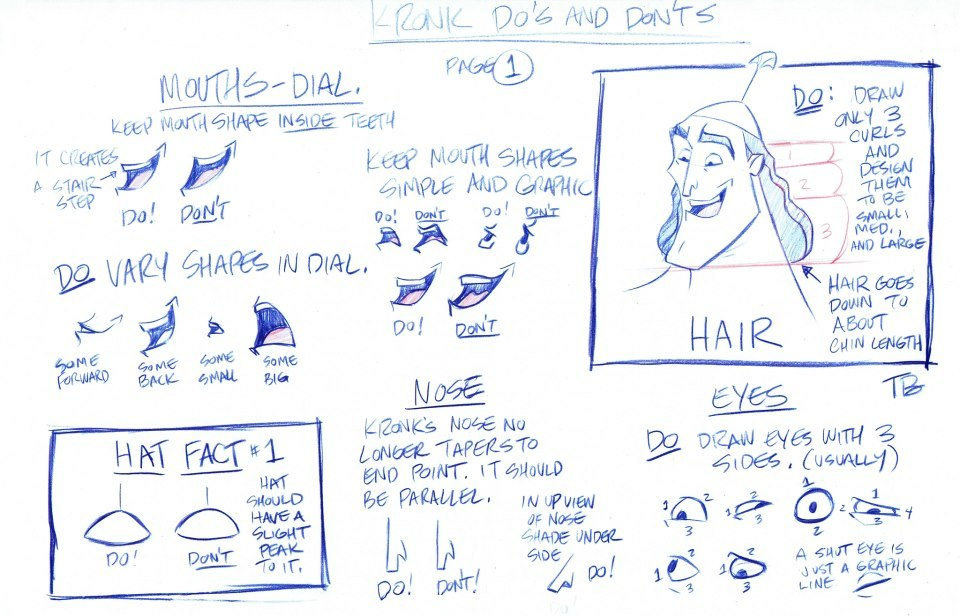 KRONK DO'S AND DON'TS
PAGE 1
MOUTHS-DIAL.
KEEP MOUTH SHAPE INSIDE TEETH
IT CREATES
A STAIR
STEP
DO! DON'T
KEEP MOUTH SHAPES
SIMPLE AND GRAPHIC
DO! DON'T DO! DON'T
DO! DON'T
DO VARY SHAPES IN DIAL.
SOME
FORWARD
SOME
BACK
SOME
SMALL
SOME
BIG
DO: DRAW
ONLY 3
CURLS
AND
DESIGN
THEM
TO BE
SMALL,
MED.,
AND LARGE
1
2
3
HAIR GOES
DOWN TO
ABOUT
CHIN LENGTH
HAIR
TB
HAT FACT #1
HAT
SHOULD
HAVE A
SLIGHT
PEAK
TO IT.
DO! DON'T
NOSE
KRONK'S NOSE NO
LONGER TAPERS TO
END POINT. IT SHOULD
BE PARALLEL.
DO! DON'T!
IN UP VIEW
OF NOSE
SHADE UNDER
SIDE
DO!
EYES
DO DRAW EYES WITH 3
SIDES. (USUALLY)
1 2 3
1 2 3
1 2
1 2 3 4
1 2 3
1 2 3
A SHUT EYE IS
JUST A GRAPHIC
LINE